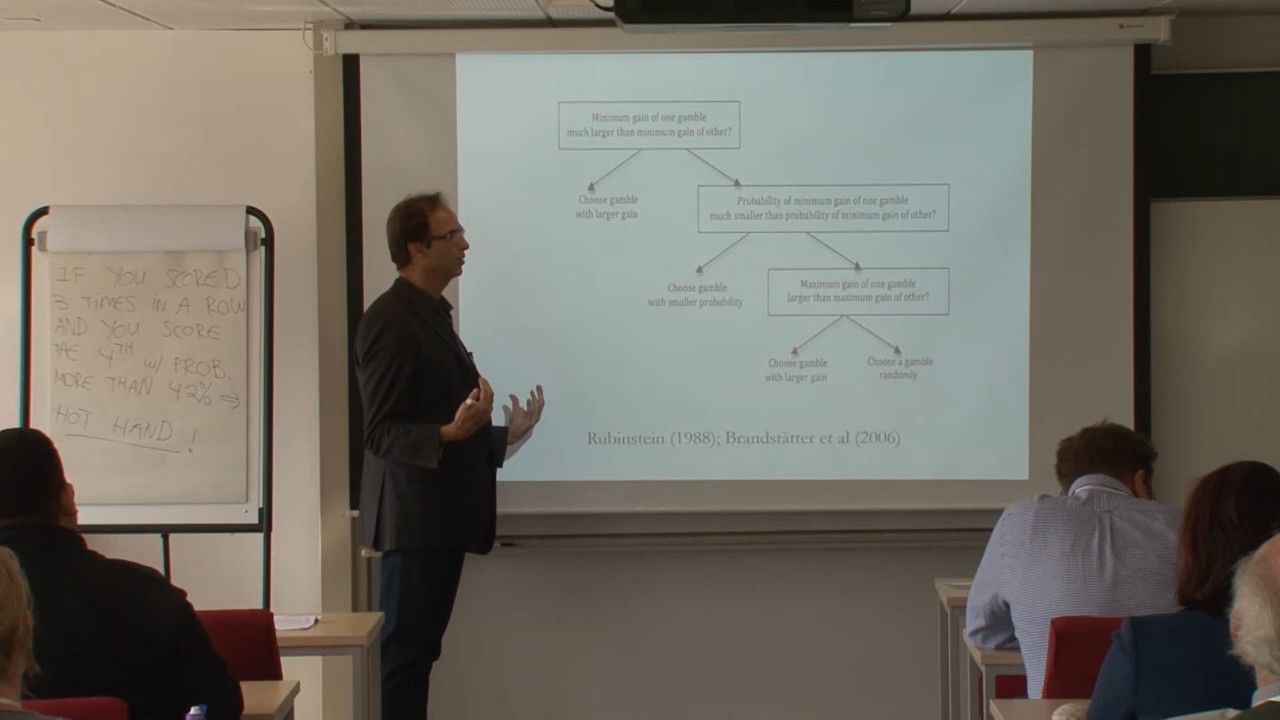 IF YOU SCORED
3 TIMES IN A ROW
AND YOU SCORE
THE 4TH w/ PROB.
MORE THAN 42% ⇒
HOT HAND!
Minimum gain of one gamble
much larger than minimum gain of other?
Choose gamble
with larger gain
Probability of minimum gain of one gamble
much smaller than probability of minimum gain of other?
Choose gamble
with smaller probability
Maximum gain of one gamble
larger than maximum gain of other?
Choose gamble
with larger gain
Choose a gamble
randomly
Rubinstein (1988); Brandstätter et al (2006)